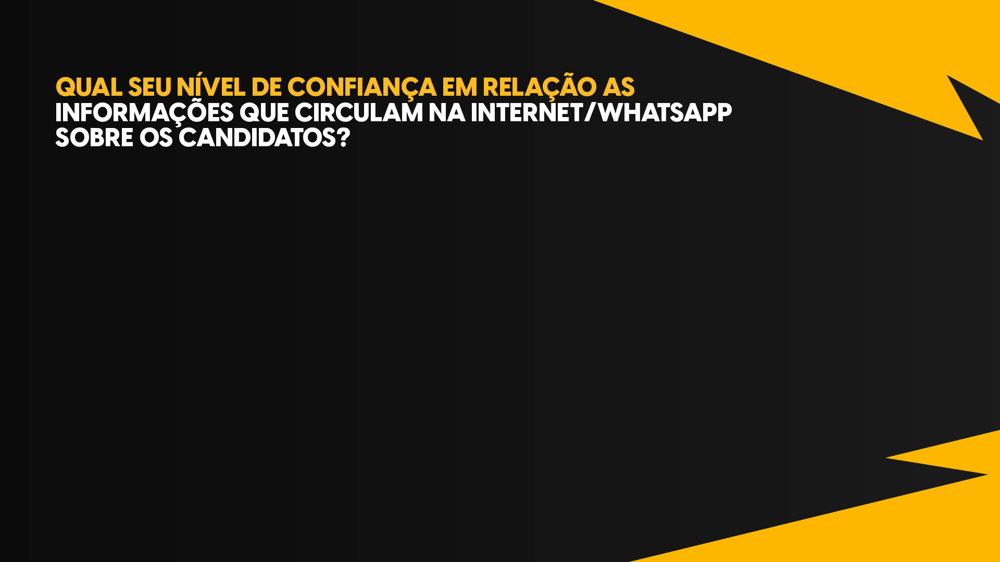 QUAL SEU NÍVEL DE CONFIANÇA EM RELAÇÃO AS
INFORMAÇÕES QUE CIRCULAM NA INTERNET/WHATSAPP
SOBRE OS CANDIDATOS?